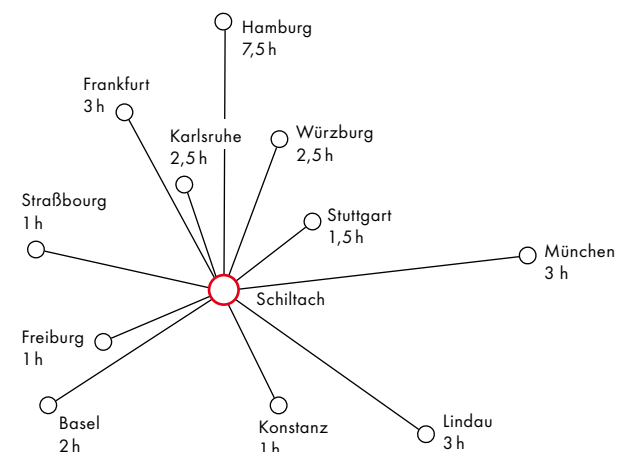 Hamburg
7,5 h
Frankfurt
3 h
Karlsruhe
2,5 h
Würzburg
2,5 h
Straßbourg
1 h
Stuttgart
1,5 h
München
3 h
Schiltach
Freiburg
1 h
Basel
2 h
Konstanz
1 h
Lindau
3 h